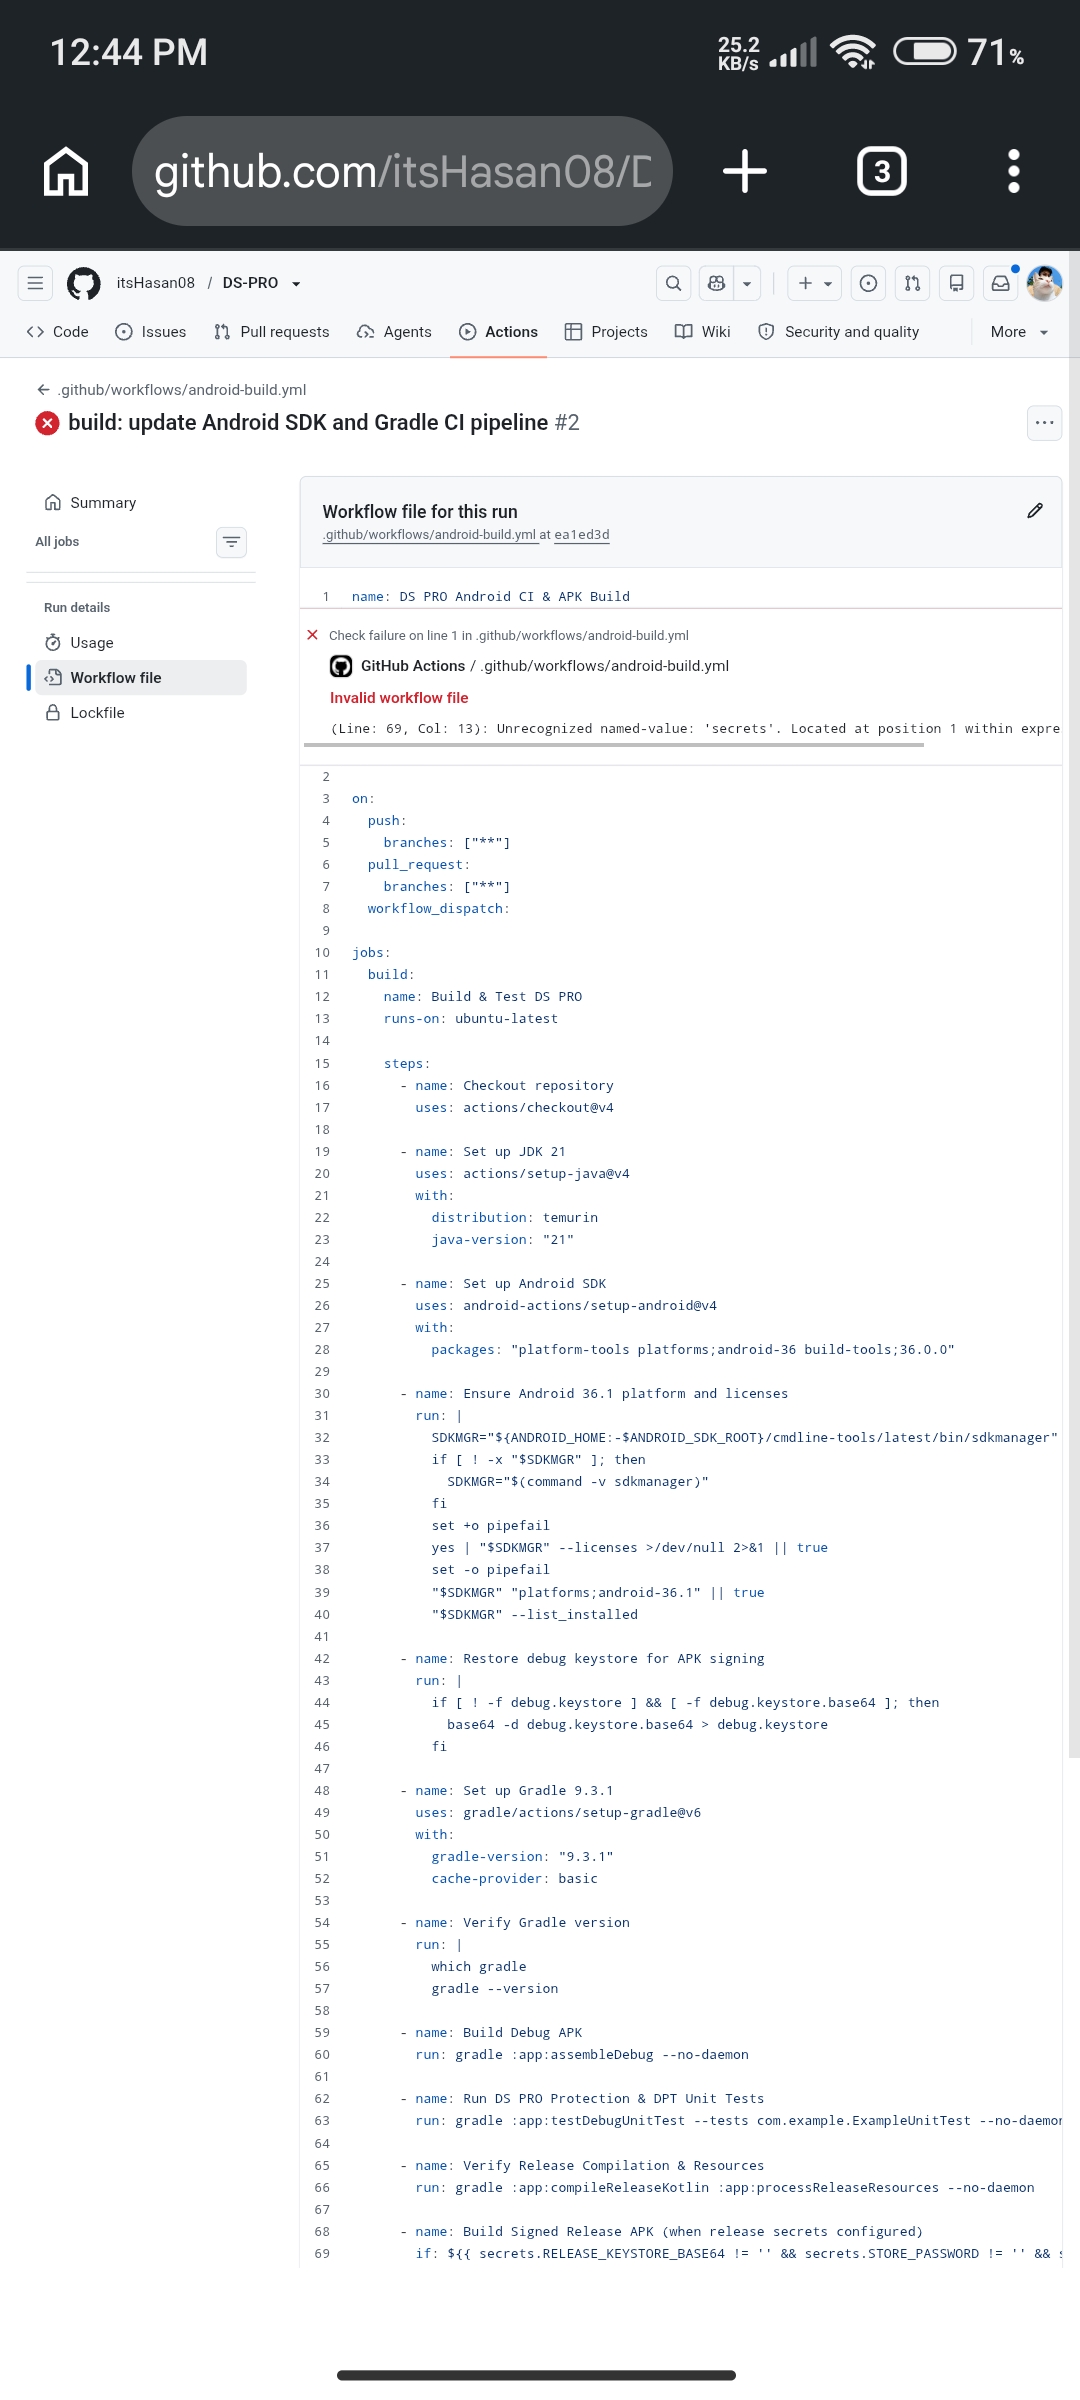 12:44 PM
25.2 KB/s
71%
github.com/itsHasan08/D
3
itsHasan08 / DS-PRO
Code Issues Pull requests Agents Actions Projects Wiki Security and quality More
.github/workflows/android-build.yml
build: update Android SDK and Gradle CI pipeline #2
Summary
All jobs
Run details
Usage
Workflow file
Lockfile
Workflow file for this run
.github/workflows/android-build.yml at ea1ed3d
1 name: DS PRO Android CI & APK Build
Check failure on line 1 in .github/workflows/android-build.yml
GitHub Actions / .github/workflows/android-build.yml
Invalid workflow file
(Line: 69, Col: 13): Unrecognized named-value: 'secrets'. Located at position 1 within expre
2
3 on:
4   push:
5     branches: ["**"]
6   pull_request:
7     branches: ["**"]
8   workflow_dispatch:
9
10 jobs:
11   build:
12     name: Build & Test DS PRO
13     runs-on: ubuntu-latest
14
15     steps:
16       - name: Checkout repository
17         uses: actions/checkout@v4
18
19       - name: Set up JDK 21
20         uses: actions/setup-java@v4
21         with:
22           distribution: temurin
23           java-version: "21"
24
25       - name: Set up Android SDK
26         uses: android-actions/setup-android@v4
27         with:
28           packages: "platform-tools platforms;android-36 build-tools;36.0.0"
29
30       - name: Ensure Android 36.1 platform and licenses
31         run: |
32           SDKMGR="${ANDROID_HOME:-$ANDROID_SDK_ROOT}/cmdline-tools/latest/bin/sdkmanager"
33           if [ ! -x "$SDKMGR" ]; then
34             SDKMGR="$(command -v sdkmanager)"
35           fi
36           set +o pipefail
37           yes | "$SDKMGR" --licenses >/dev/null 2>&1 || true
38           set -o pipefail
39           "$SDKMGR" "platforms;android-36.1" || true
40           "$SDKMGR" --list_installed
41
42       - name: Restore debug keystore for APK signing
43         run: |
44           if [ ! -f debug.keystore ] && [ -f debug.keystore.base64 ]; then
45             base64 -d debug.keystore.base64 > debug.keystore
46           fi
47
48       - name: Set up Gradle 9.3.1
49         uses: gradle/actions/setup-gradle@v6
50         with:
51           gradle-version: "9.3.1"
52           cache-provider: basic
53
54       - name: Verify Gradle version
55         run: |
56           which gradle
57           gradle --version
58
59       - name: Build Debug APK
60         run: gradle :app:assembleDebug --no-daemon
61
62       - name: Run DS PRO Protection & DPT Unit Tests
63         run: gradle :app:testDebugUnitTest --tests com.example.ExampleUnitTest --no-daemon
64
65       - name: Verify Release Compilation & Resources
66         run: gradle :app:compileReleaseKotlin :app:processReleaseResources --no-daemon
67
68       - name: Build Signed Release APK (when release secrets configured)
69         if: ${{ secrets.RELEASE_KEYSTORE_BASE64 != '' && secrets.STORE_PASSWORD != '' && s